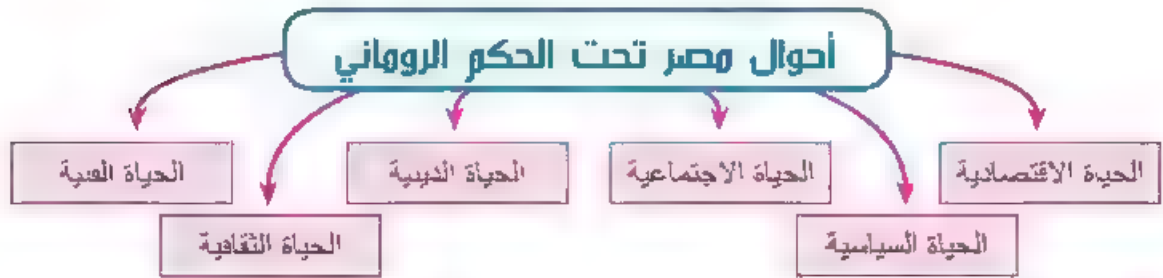 أحوال مصر تحت الحكم الروماني
الحياة الاقتصادية
الحياة الاجتماعية
الحياة الدينية
الحياة الفنية
الحياة السياسية
الحياة الثقافية